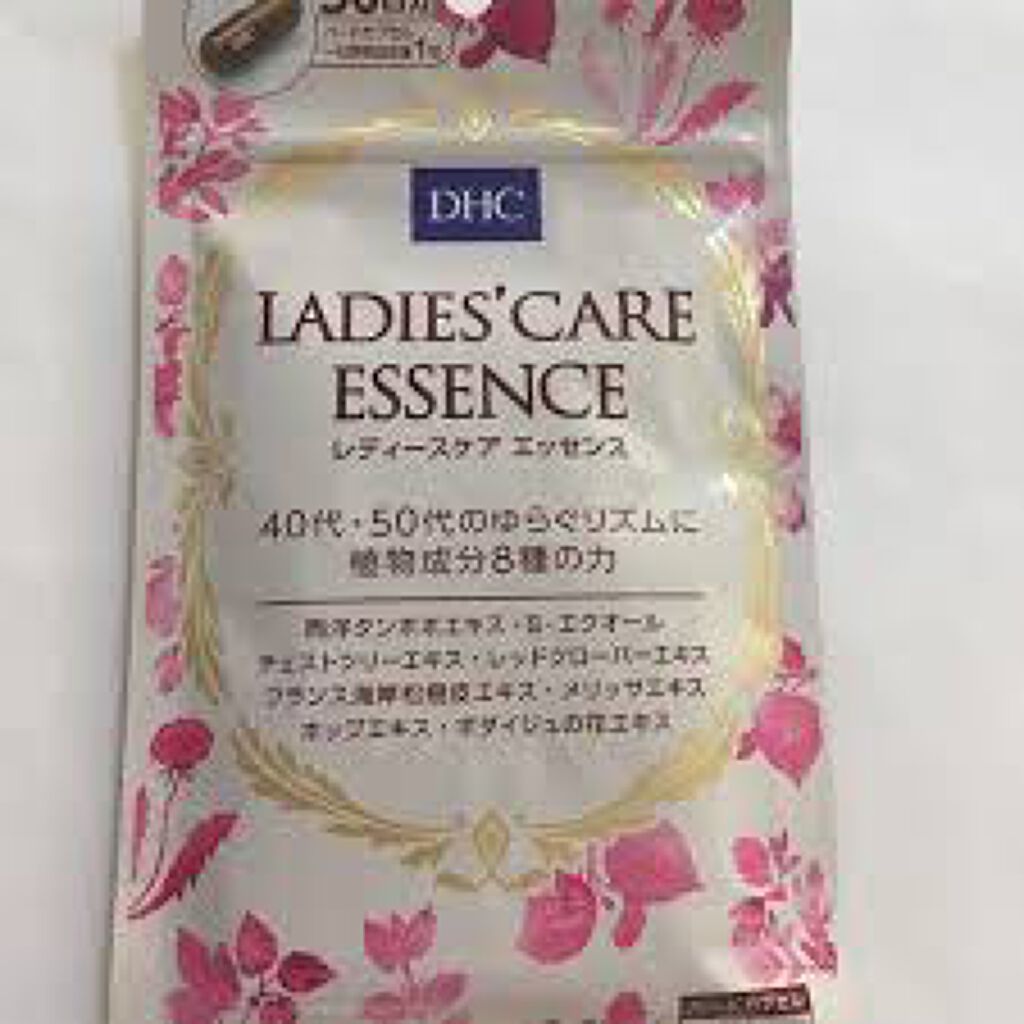 DHC
LADIES' CARE
ESSENCE
レディースケア エッセンス
40代・50代のゆらぐリズムに
植物成分8種の力
西洋タンポポエキス・S-エクオール
チェストツリーエキス・レッドクローバーエキス
フランス海岸松樹皮エキス・メリッサエキス
ホップエキス・ボダイジュの花エキス